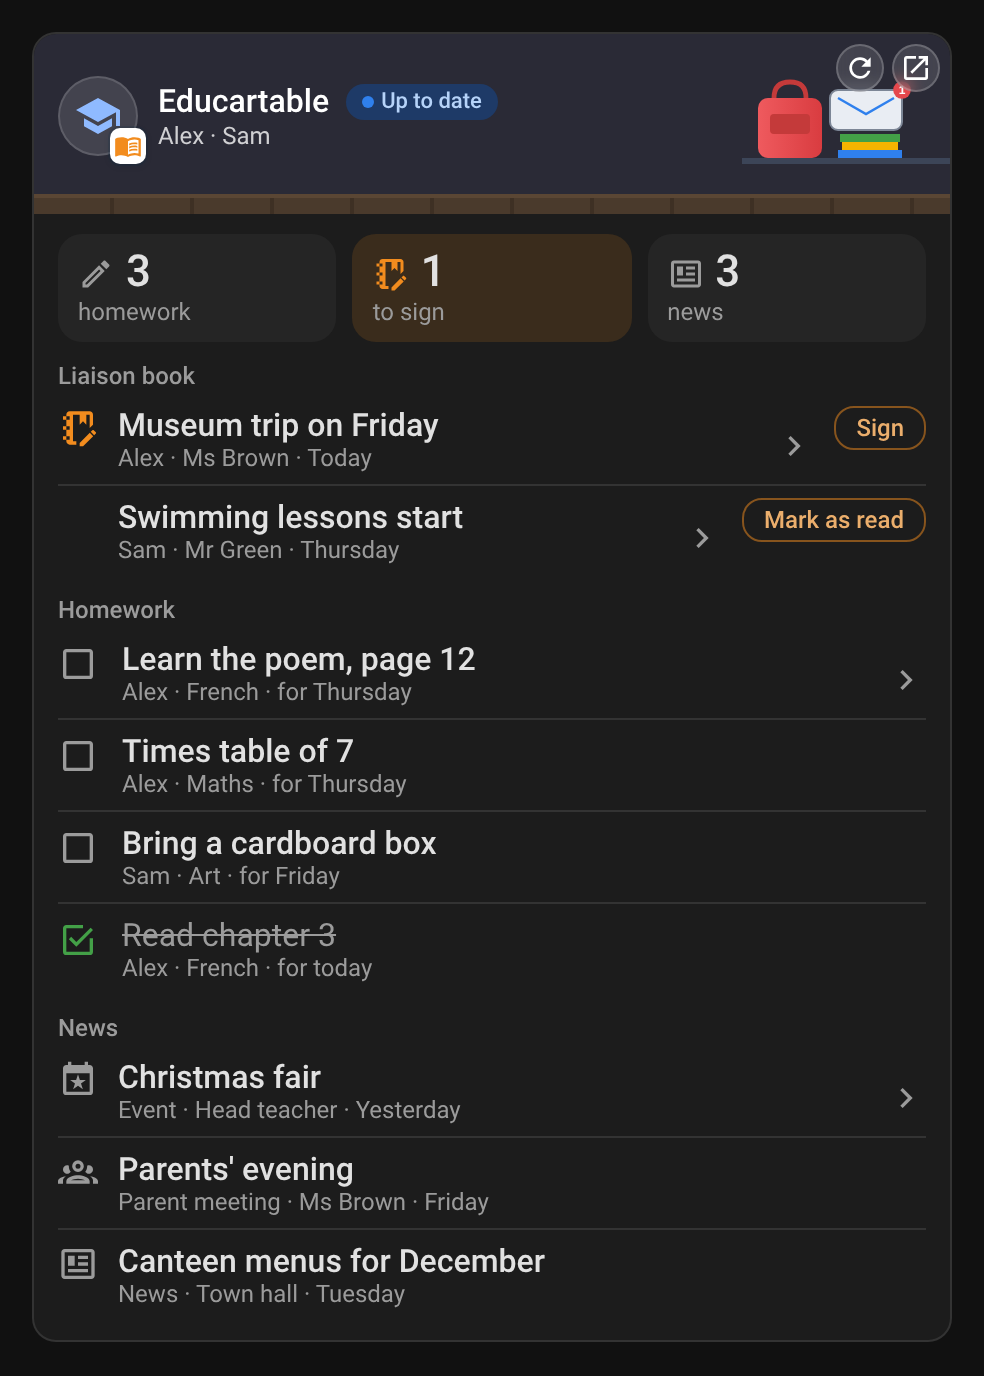 Educartable
Up to date
Alex · Sam
1
3
homework
1
to sign
3
news
Liaison book
Museum trip on Friday
Alex · Ms Brown · Today
Sign
Swimming lessons start
Sam · Mr Green · Thursday
Mark as read
Homework
Learn the poem, page 12
Alex · French · for Thursday
Times table of 7
Alex · Maths · for Thursday
Bring a cardboard box
Sam · Art · for Friday
Read chapter 3
Alex · French · for today
News
Christmas fair
Event · Head teacher · Yesterday
Parents' evening
Parent meeting · Ms Brown · Friday
Canteen menus for December
News · Town hall · Tuesday